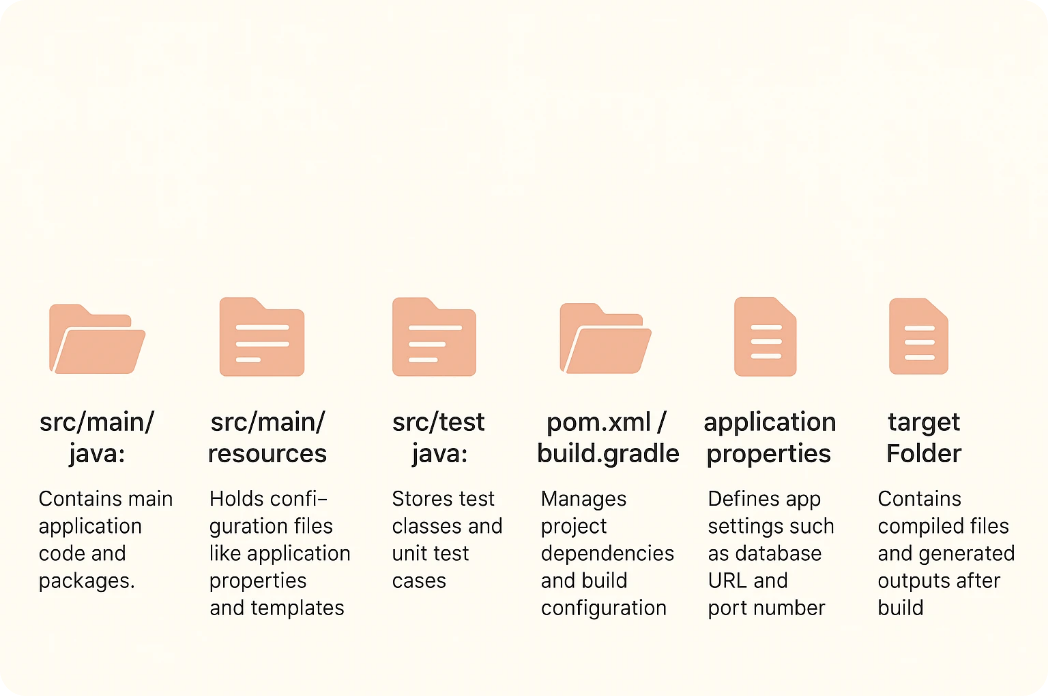 src/main/
java:
Contains main
application
code and
packages.
src/main/
resources
Holds confi–
guration files
like application
properties
and templates
src/test
java:
Stores test
classes and
unit test
cases
pom.xml /
build.gradle
Manages
project
dependencies
and build
configuration
application
properties
Defines app
settings such
as database
URL and
port number
target
Folder
Contains
compiled files
and generated
outputs after
build